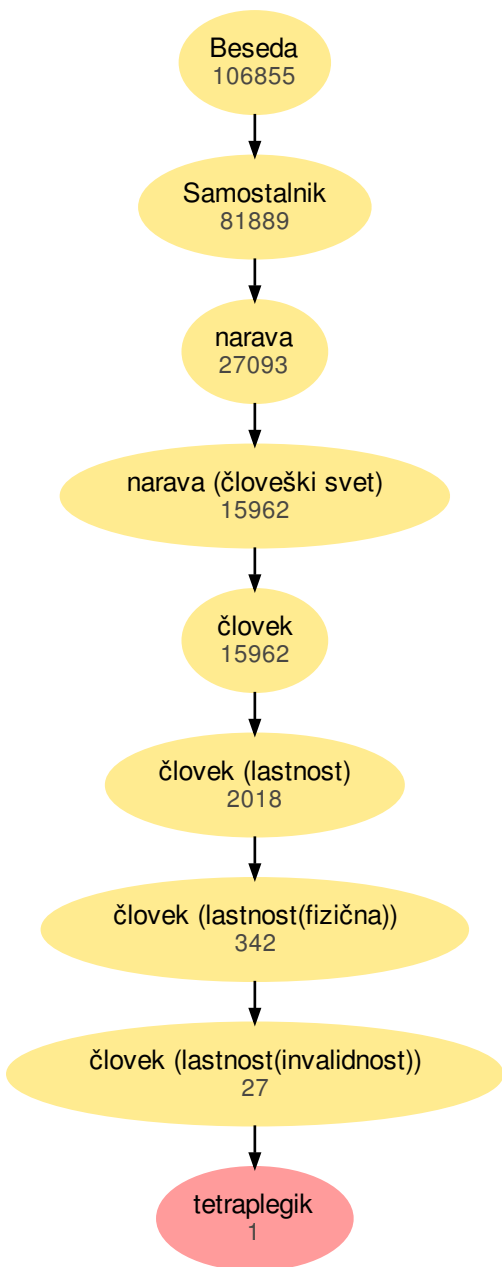 Beseda
106855
Samostalnik
81889
narava
27093
narava (človeški svet)
15962
človek
15962
človek (lastnost)
2018
človek (lastnost(fizična))
342
človek (lastnost(invalidnost))
27
tetraplegik
1